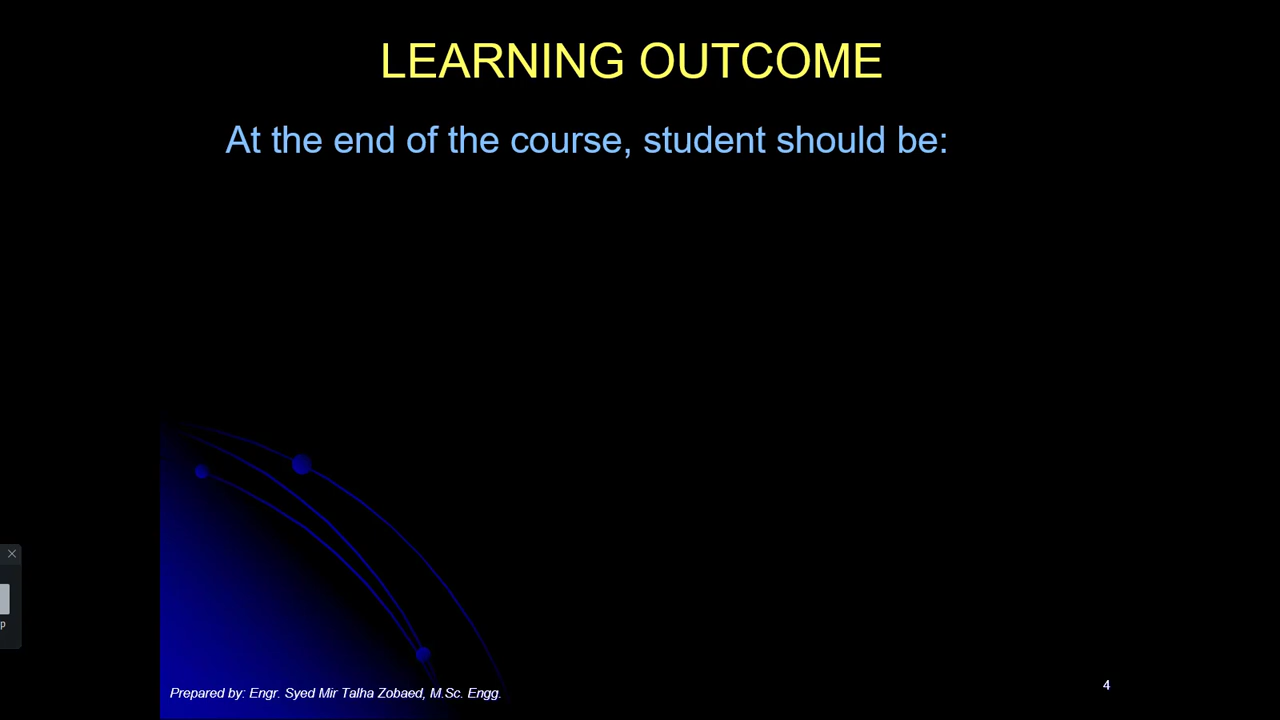 LEARNING OUTCOME
At the end of the course, student should be:
p
Prepared by: Engr. Syed Mir Talha Zobaed, M.Sc. Engg.
4